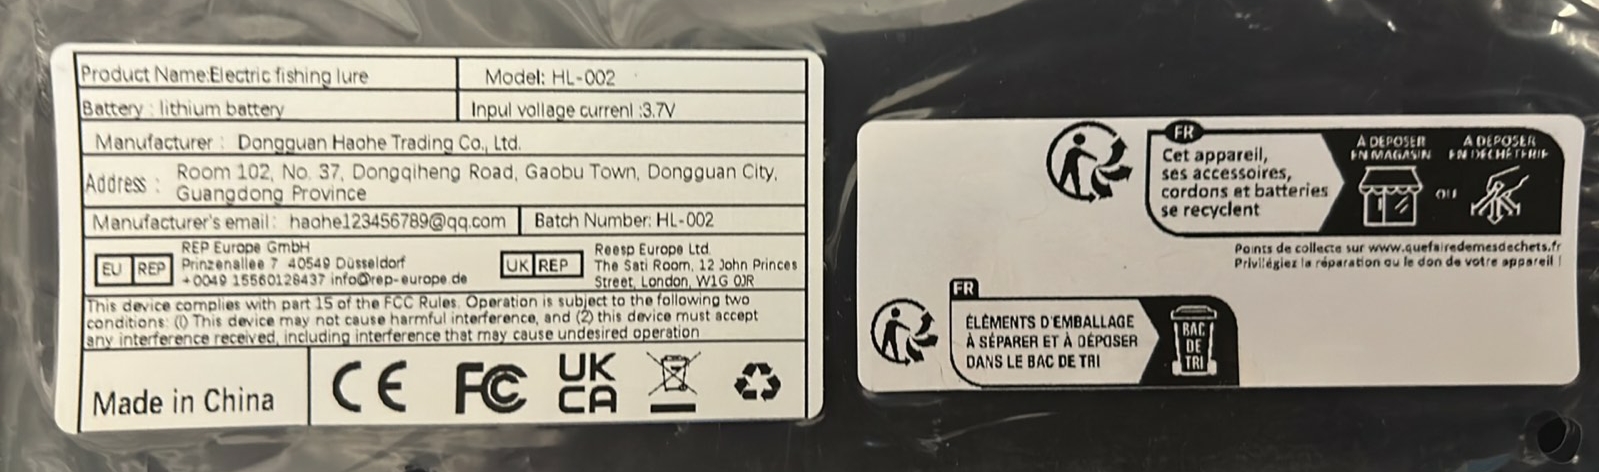 Product Name:Electric fishing lure
Model: HL-002
Battery : lithium battery
Inpul vollage currenl :3.7V
Manufacturer : Dongguan Haohe Trading Co., Ltd.
Address : Room 102, No. 37, Dongqiheng Road, Gaobu Town, Dongguan City,
Guangdong Province
Manufacturer's email: haohe123456789@qq.com
Batch Number: HL-002
EU REP
REP Europe GmbH
Prinzenallee 7 40549 Düsseldorf
+0049 15560128437 info@rep-europe.de
UK REP
Reesp Europe Ltd.
The Sati Room, 12 John Princes
Street, London, W1G 0JR
This device complies with part 15 of the FCC Rules. Operation is subject to the following two
conditions: (1) This device may not cause harmful interference, and (2) this device must accept
any interference received, including interference that may cause undesired operation
Made in China
CE FC UK
CA
FR
Cet appareil,
ses accessoires,
cordons et batteries
se recyclent
À DÉPOSER
EN MAGASIN
OU
À DÉPOSER
EN DÉCHÈTERIE
Points de collecte sur www.quefairedemesdechets.fr
Privilégiez la réparation ou le don de votre appareil !
FR
ÉLÉMENTS D'EMBALLAGE
À SÉPARER ET À DÉPOSER
DANS LE BAC DE TRI
BAC
DE
TRI